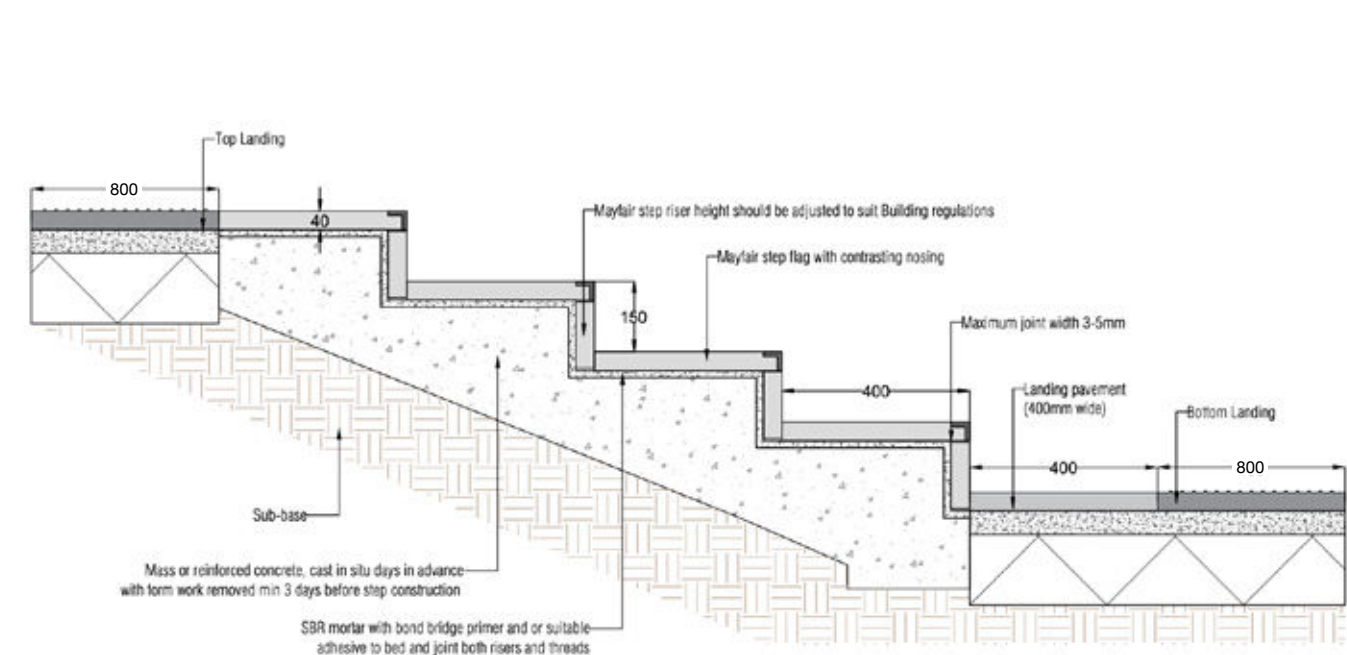 Top Landing
800
40
Mayfair step riser height should be adjusted to suit Building regulations
Mayfair step flag with contrasting nosing
150
Maximum joint width 3-5mm
400
Landing pavement
(400mm wide)
Bottom Landing
400
800
Sub-base
Mass or reinforced concrete, cast in situ days in advance
with form work removed min 3 days before step construction
SBR mortar with bond bridge primer and or suitable
adhesive to bed and joint both risers and threads